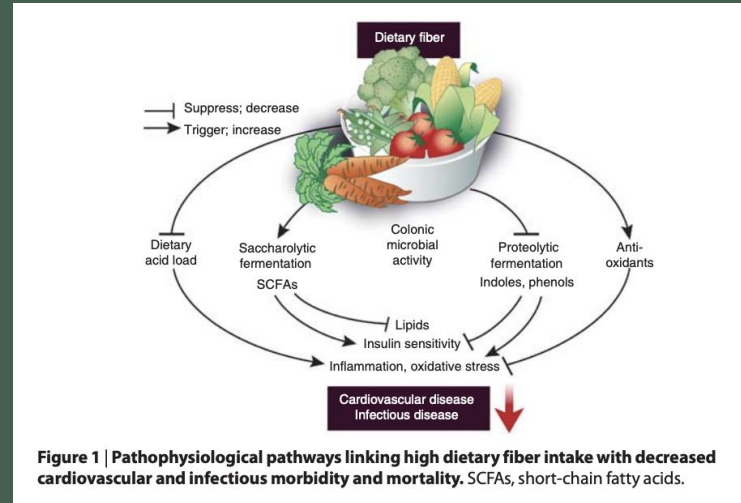 Dietary fiber
Suppress; decrease
Trigger; increase
Dietary
acid load
Saccharolytic
fermentation
SCFAs
Colonic
microbial
activity
Proteolytic
fermentation
Indoles, phenols
Anti-
oxidants
Lipids
Insulin sensitivity
Inflammation, oxidative stress
Cardiovascular disease
Infectious disease
Figure 1 | Pathophysiological pathways linking high dietary fiber intake with decreased
cardiovascular and infectious morbidity and mortality. SCFAs, short-chain fatty acids.